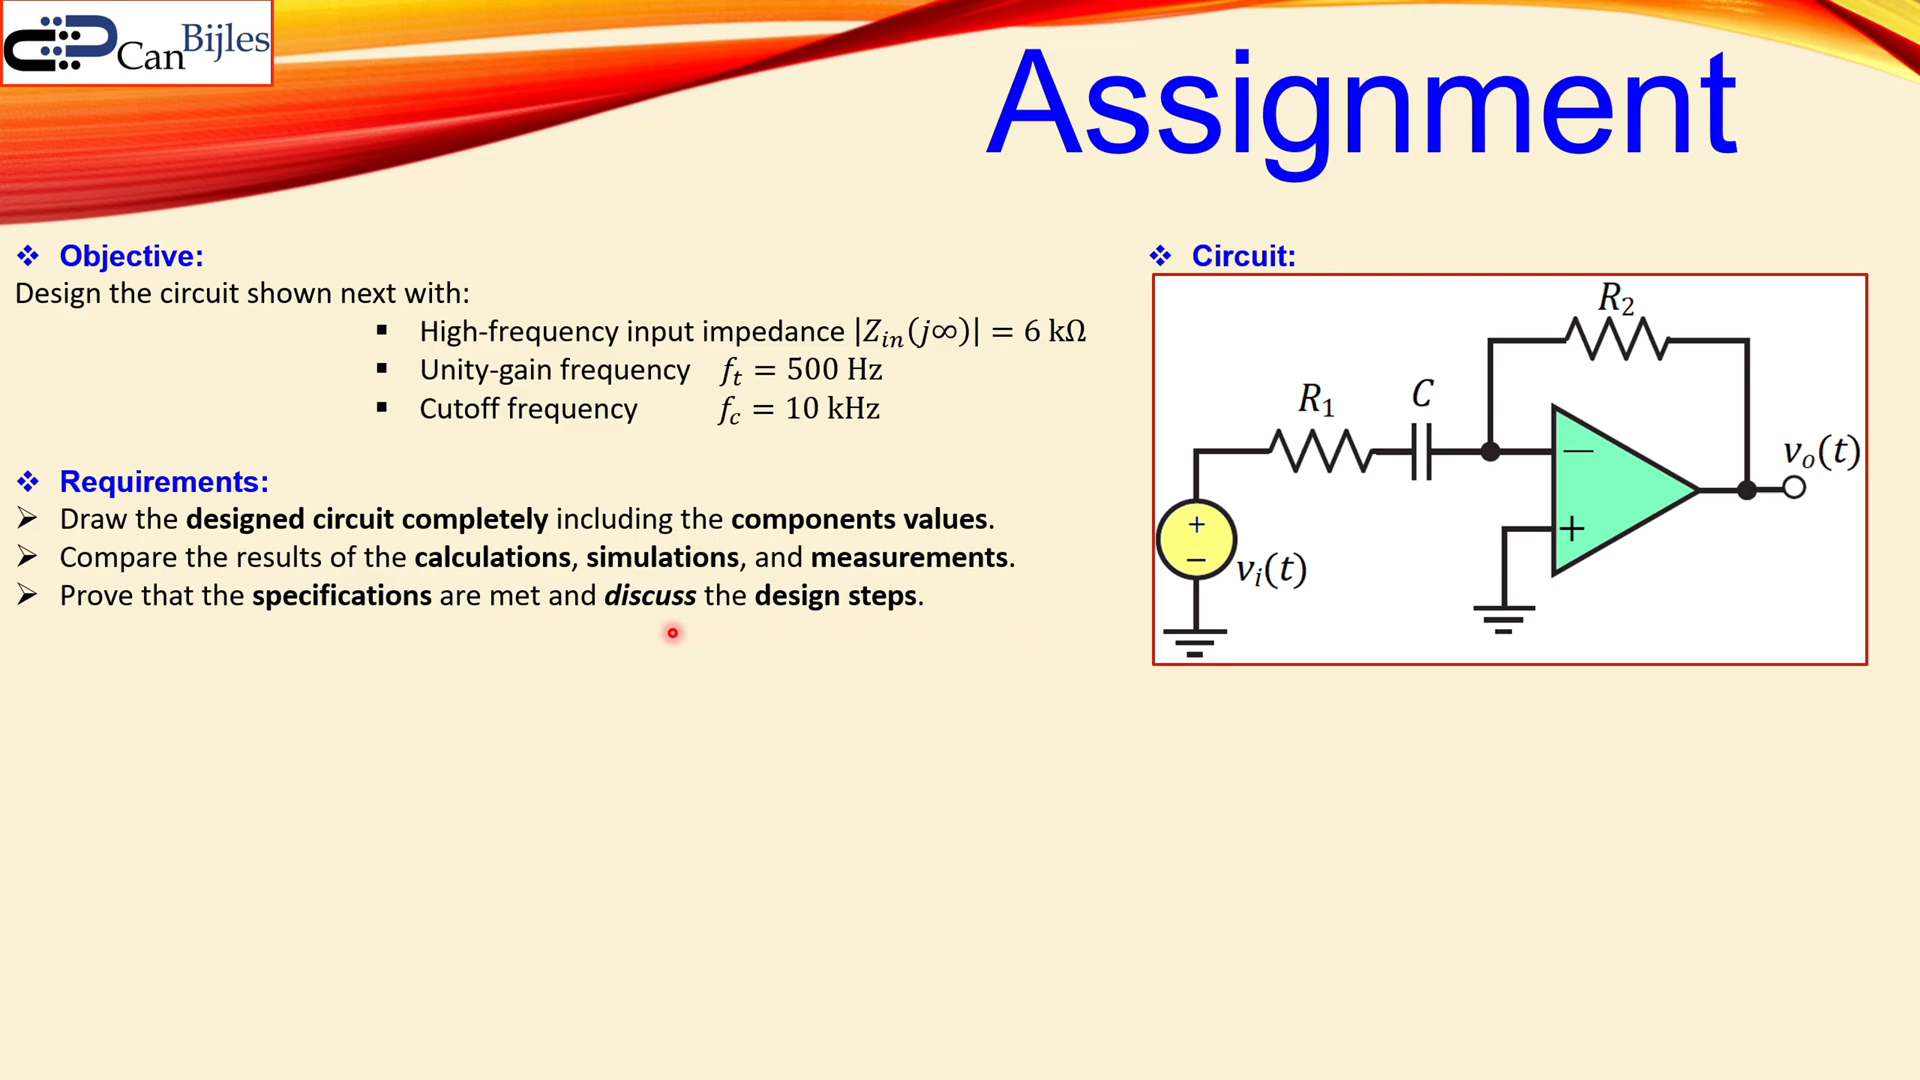 Can Bijles
Assignment
❖ Objective:
Design the circuit shown next with:
▪ High-frequency input impedance |Z_in(j∞)| = 6 kΩ
▪ Unity-gain frequency f_t = 500 Hz
▪ Cutoff frequency f_c = 10 kHz
❖ Requirements:
➢ Draw the designed circuit completely including the components values.
➢ Compare the results of the calculations, simulations, and measurements.
➢ Prove that the specifications are met and discuss the design steps.
❖ Circuit:
R₂
R₁
C
−
+
v_o(t)
+
−
v_i(t)